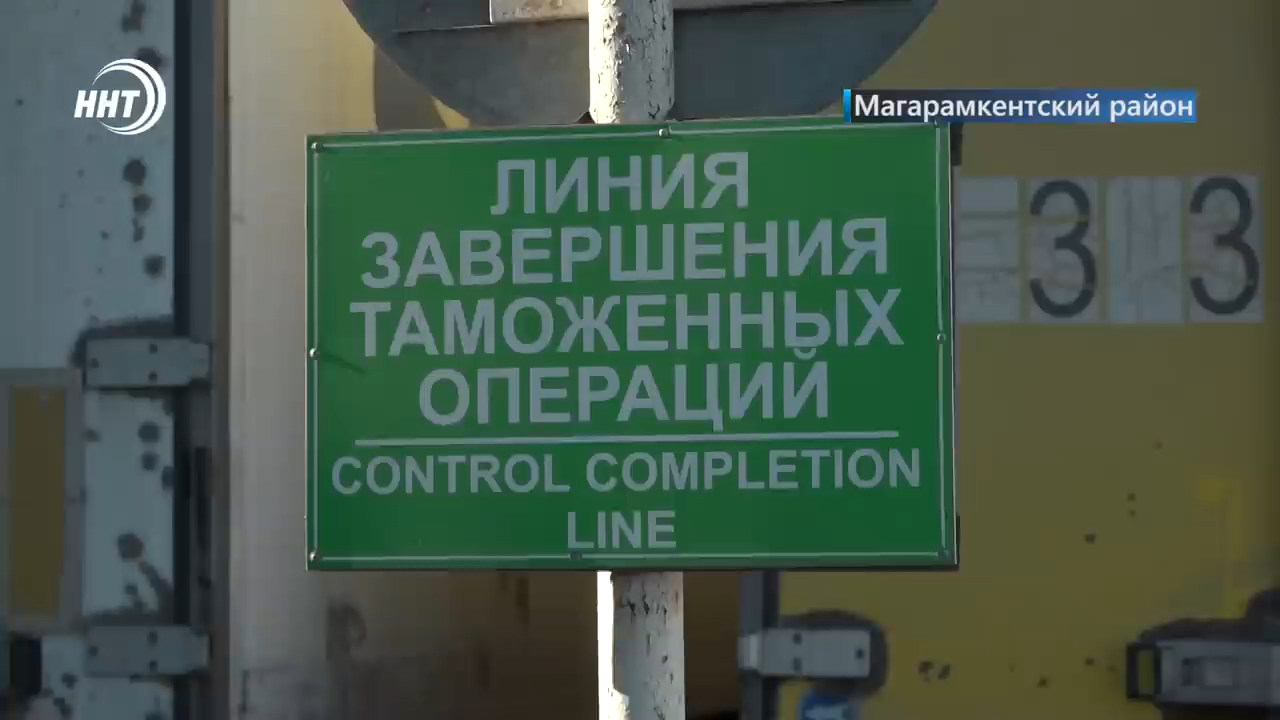 ННТ
Магарамкентский район
ЛИНИЯ
ЗАВЕРШЕНИЯ
ТАМОЖЕННЫХ
ОПЕРАЦИЙ
CONTROL COMPLETION
LINE
3 3